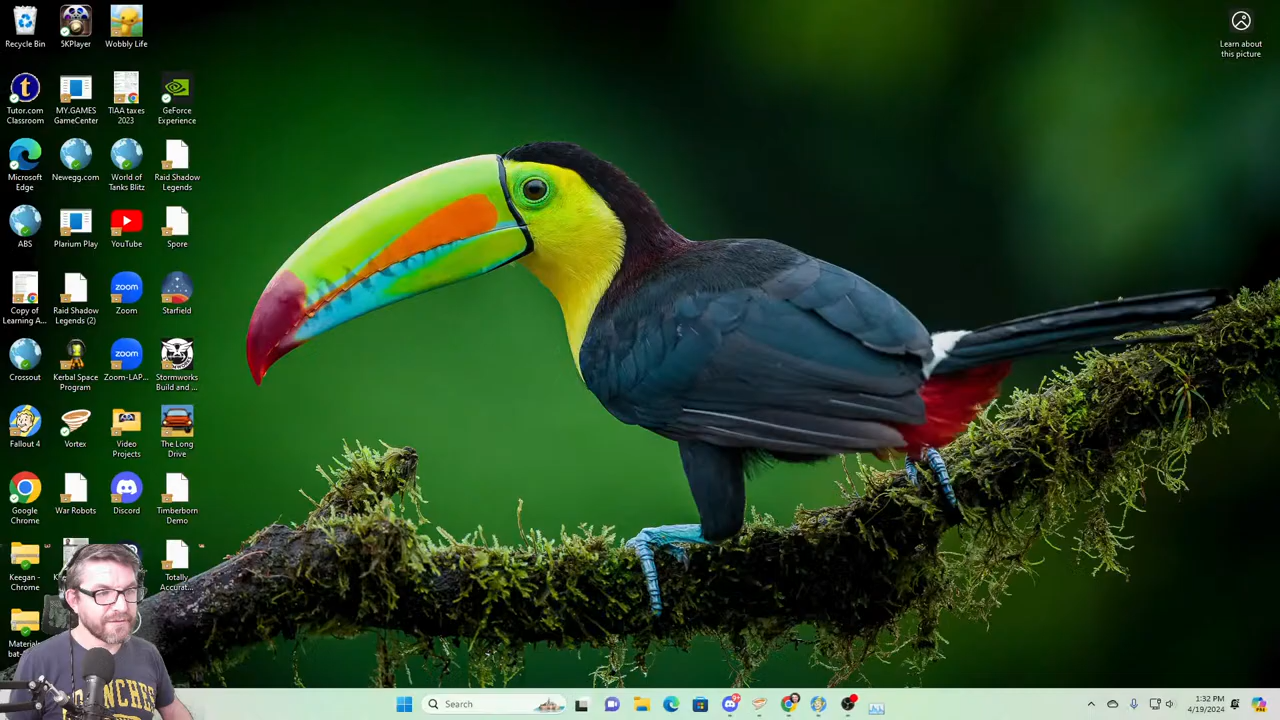 Recycle Bin
5KPlayer
Wobbly Life
Learn about
this picture
Tutor.com
Classroom
MY.GAMES
GameCenter
TIAA taxes
2023
GeForce
Experience
Microsoft
Edge
Newegg.com
World of
Tanks Blitz
Raid Shadow
Legends
ABS
Plarium Play
YouTube
Spore
Copy of
Learning A...
Raid Shadow
Legends (2)
zoom
Zoom
Starfield
Crossout
Kerbal Space
Program
zoom
Zoom-LAP...
Stormworks
Build and ...
Fallout 4
Vortex
Video
Projects
The Long
Drive
Google
Chrome
War Robots
Discord
Timberborn
Demo
Keegan -
Chrome
Totally
Accurat...
Search
1:32 PM
4/19/2024